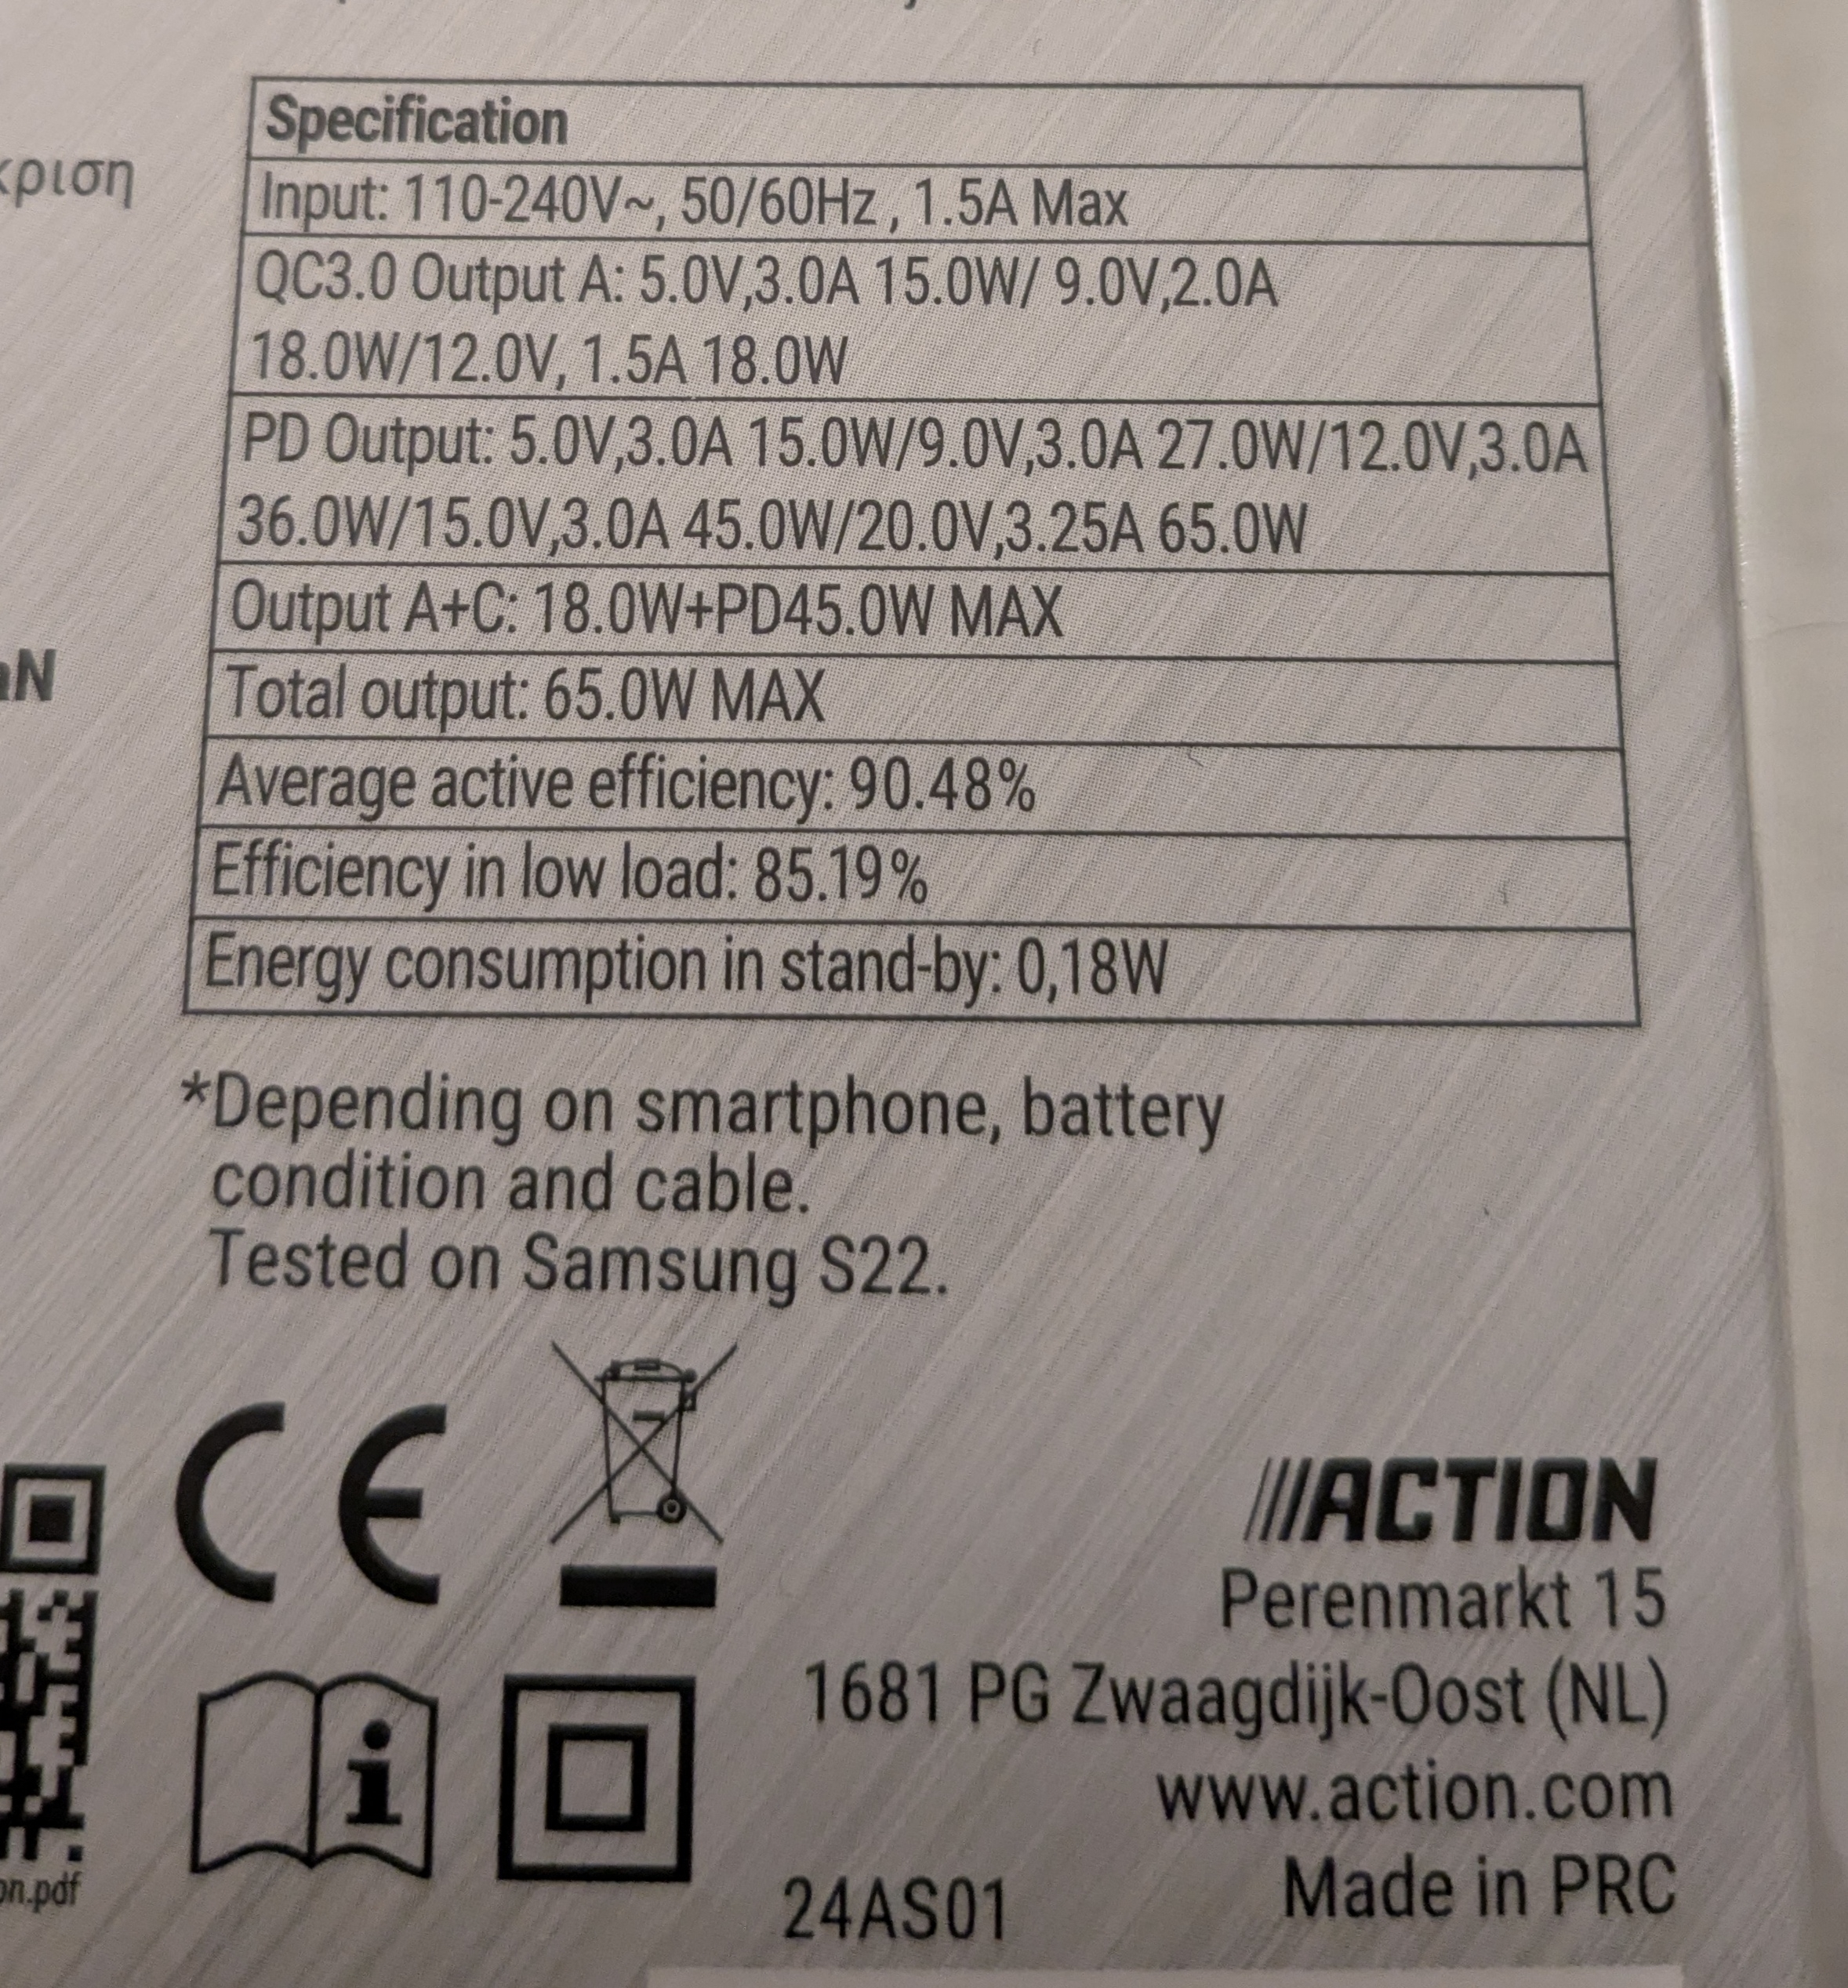 κριση
Specification
Input: 110-240V~, 50/60Hz, 1.5A Max
QC3.0 Output A: 5.0V,3.0A 15.0W/ 9.0V,2.0A
18.0W/12.0V, 1.5A 18.0W
PD Output: 5.0V,3.0A 15.0W/9.0V,3.0A 27.0W/12.0V,3.0A
36.0W/15.0V,3.0A 45.0W/20.0V,3.25A 65.0W
Output A+C: 18.0W+PD45.0W MAX
aN
Total output: 65.0W MAX
Average active efficiency: 90.48%
Efficiency in low load: 85.19%
Energy consumption in stand-by: 0,18W
*Depending on smartphone, battery
condition and cable.
Tested on Samsung S22.
CE
///ACTION
Perenmarkt 15
1681 PG Zwaagdijk-Oost (NL)
www.action.com
Made in PRC
on.pdf
24AS01